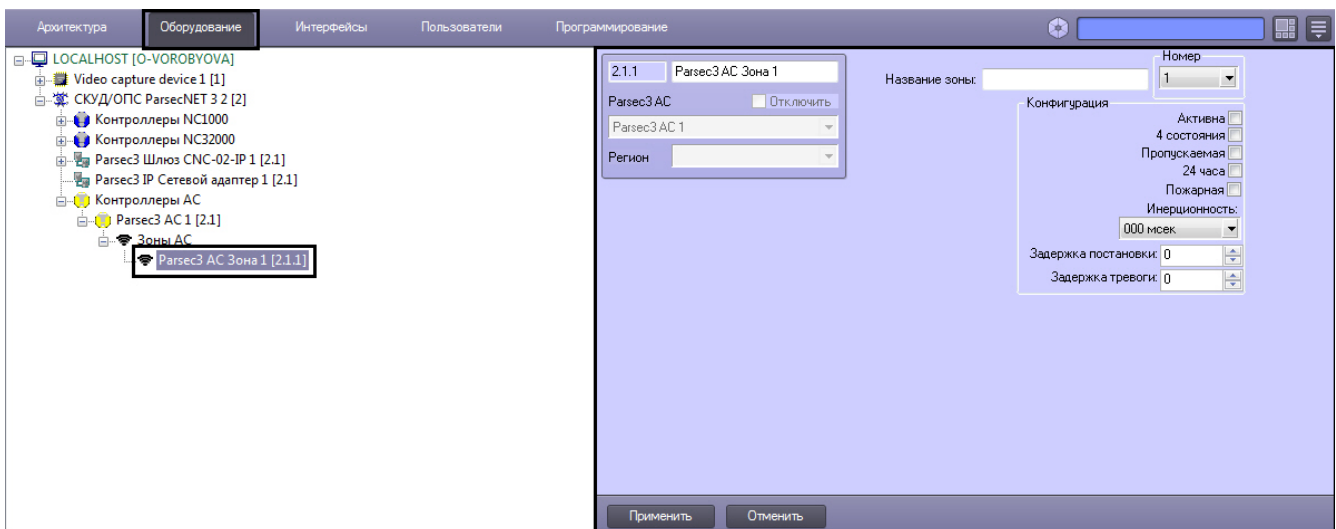 Архитектура
Оборудование
Интерфейсы
Пользователи
Программирование
LOCALHOST [O-VOROBYOVA]
Video capture device 1 [1]
СКУД/ОПС ParsecNET 3 2 [2]
Контроллеры NC1000
Контроллеры NC32000
Parsec3 Шлюз CNC-02-IP 1 [2.1]
Parsec3 IP Сетевой адаптер 1 [2.1]
Контроллеры AC
Parsec3 AC 1 [2.1]
Зоны AC
Parsec3 AC Зона 1 [2.1.1]
2.1.1
Parsec3 AC Зона 1
Parsec3 AC
Отключить
Parsec3 AC 1
Регион
Название зоны:
Номер
1
Конфигурация
Активна
4 состояния
Пропускаемая
24 часа
Пожарная
Инерционность:
000 мсек
Задержка постановки: 0
Задержка тревоги: 0
Применить
Отменить